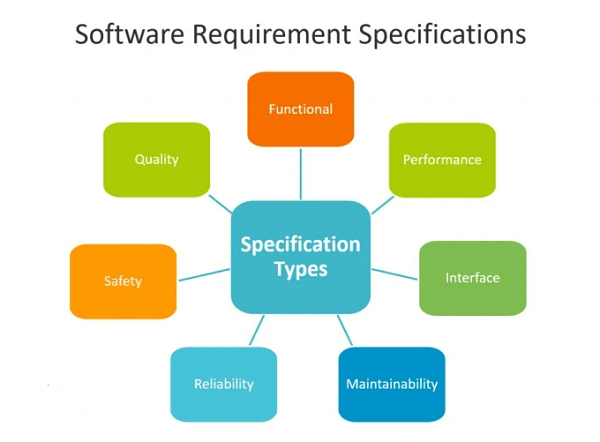 Software Requirement Specifications
Functional
Quality
Performance
Specification
Types
Safety
Interface
Reliability
Maintainability